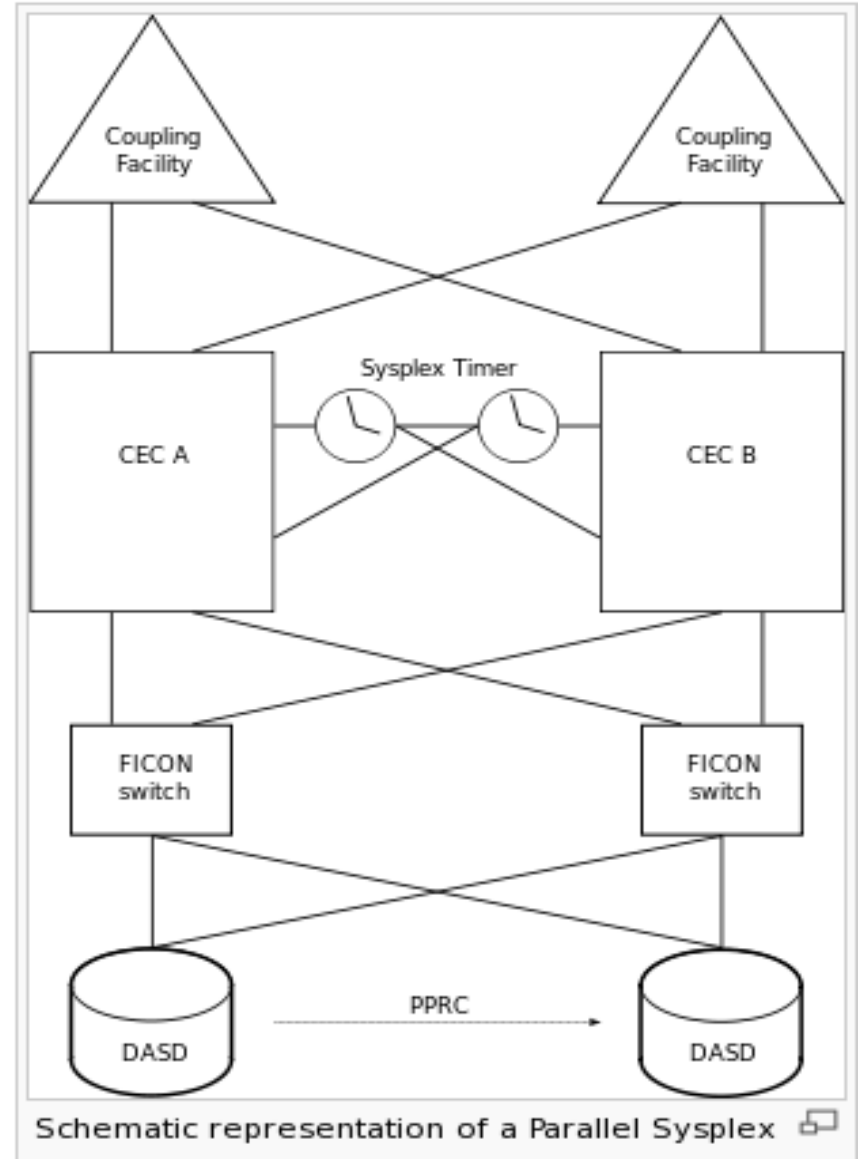 Coupling
Facility
Coupling
Facility
Sysplex Timer
CEC A
CEC B
FICON
switch
FICON
switch
PPRC
DASD
DASD
Schematic representation of a Parallel Sysplex